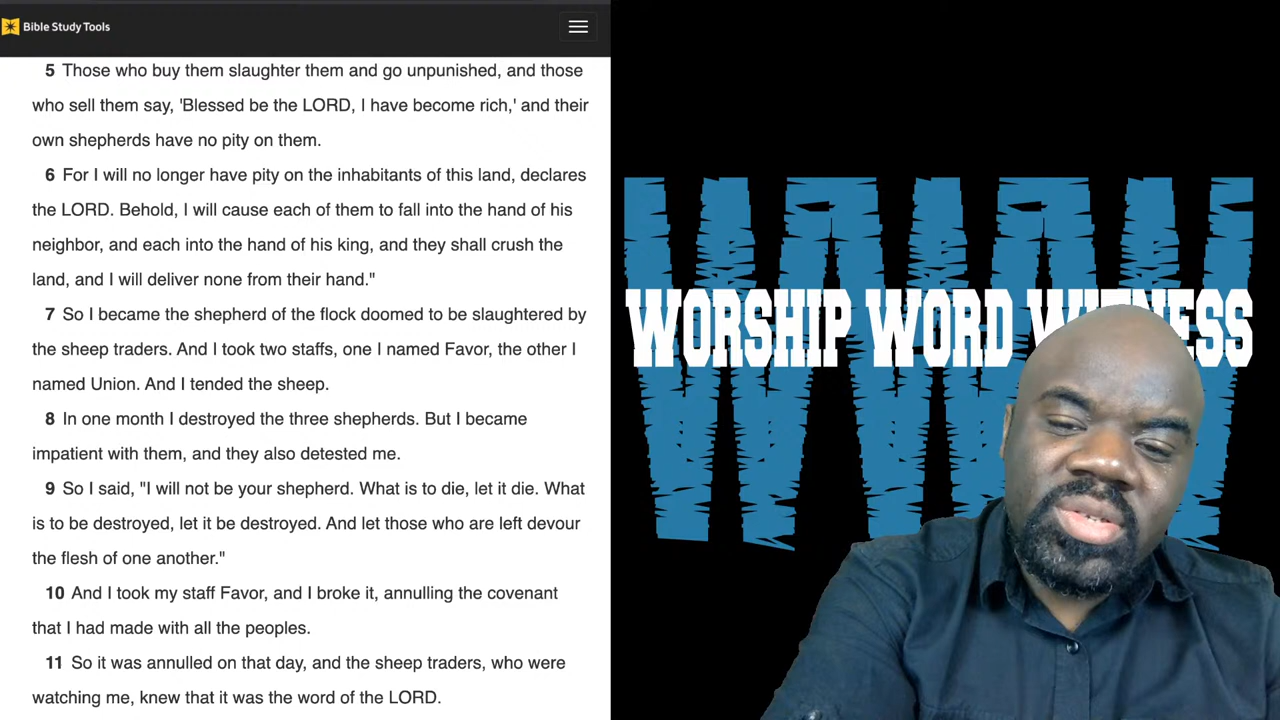 Bible Study Tools
5 Those who buy them slaughter them and go unpunished, and those
who sell them say, 'Blessed be the LORD, I have become rich,' and their
own shepherds have no pity on them.
6 For I will no longer have pity on the inhabitants of this land, declares
the LORD. Behold, I will cause each of them to fall into the hand of his
neighbor, and each into the hand of his king, and they shall crush the
land, and I will deliver none from their hand."
7 So I became the shepherd of the flock doomed to be slaughtered by
the sheep traders. And I took two staffs, one I named Favor, the other I
named Union. And I tended the sheep.
8 In one month I destroyed the three shepherds. But I became
impatient with them, and they also detested me.
9 So I said, "I will not be your shepherd. What is to die, let it die. What
is to be destroyed, let it be destroyed. And let those who are left devour
the flesh of one another."
10 And I took my staff Favor, and I broke it, annulling the covenant
that I had made with all the peoples.
11 So it was annulled on that day, and the sheep traders, who were
watching me, knew that it was the word of the LORD.
WWW
WORSHIP WORD WITNESS